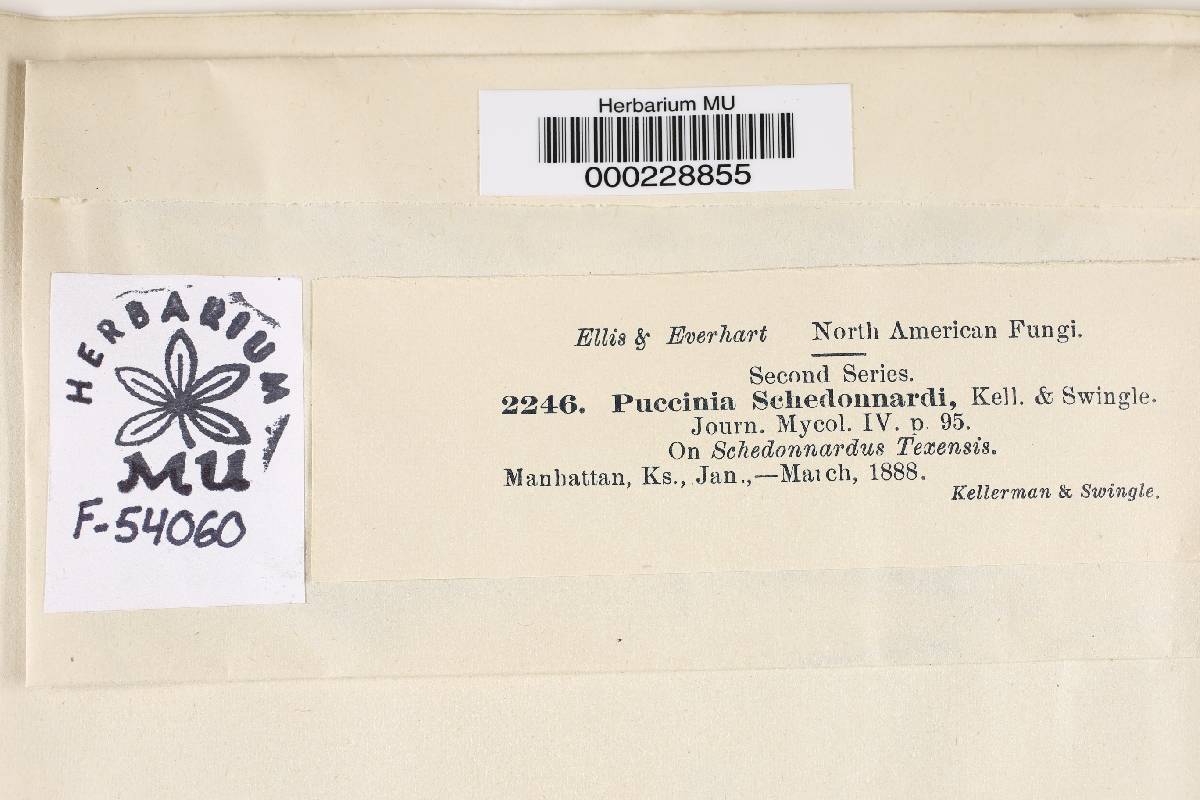 Herbarium MU
000228855
HERBARIUM
MU
F-54060
Ellis & Everhart North American Fungi.
Second Series.
2246. Puccinia Schedonnardi, Kell. & Swingle.
Journ. Mycol. IV. p. 95.
On Schedonnardus Texensis.
Manhattan, Ks., Jan.,—March, 1888.
Kellerman & Swingle.